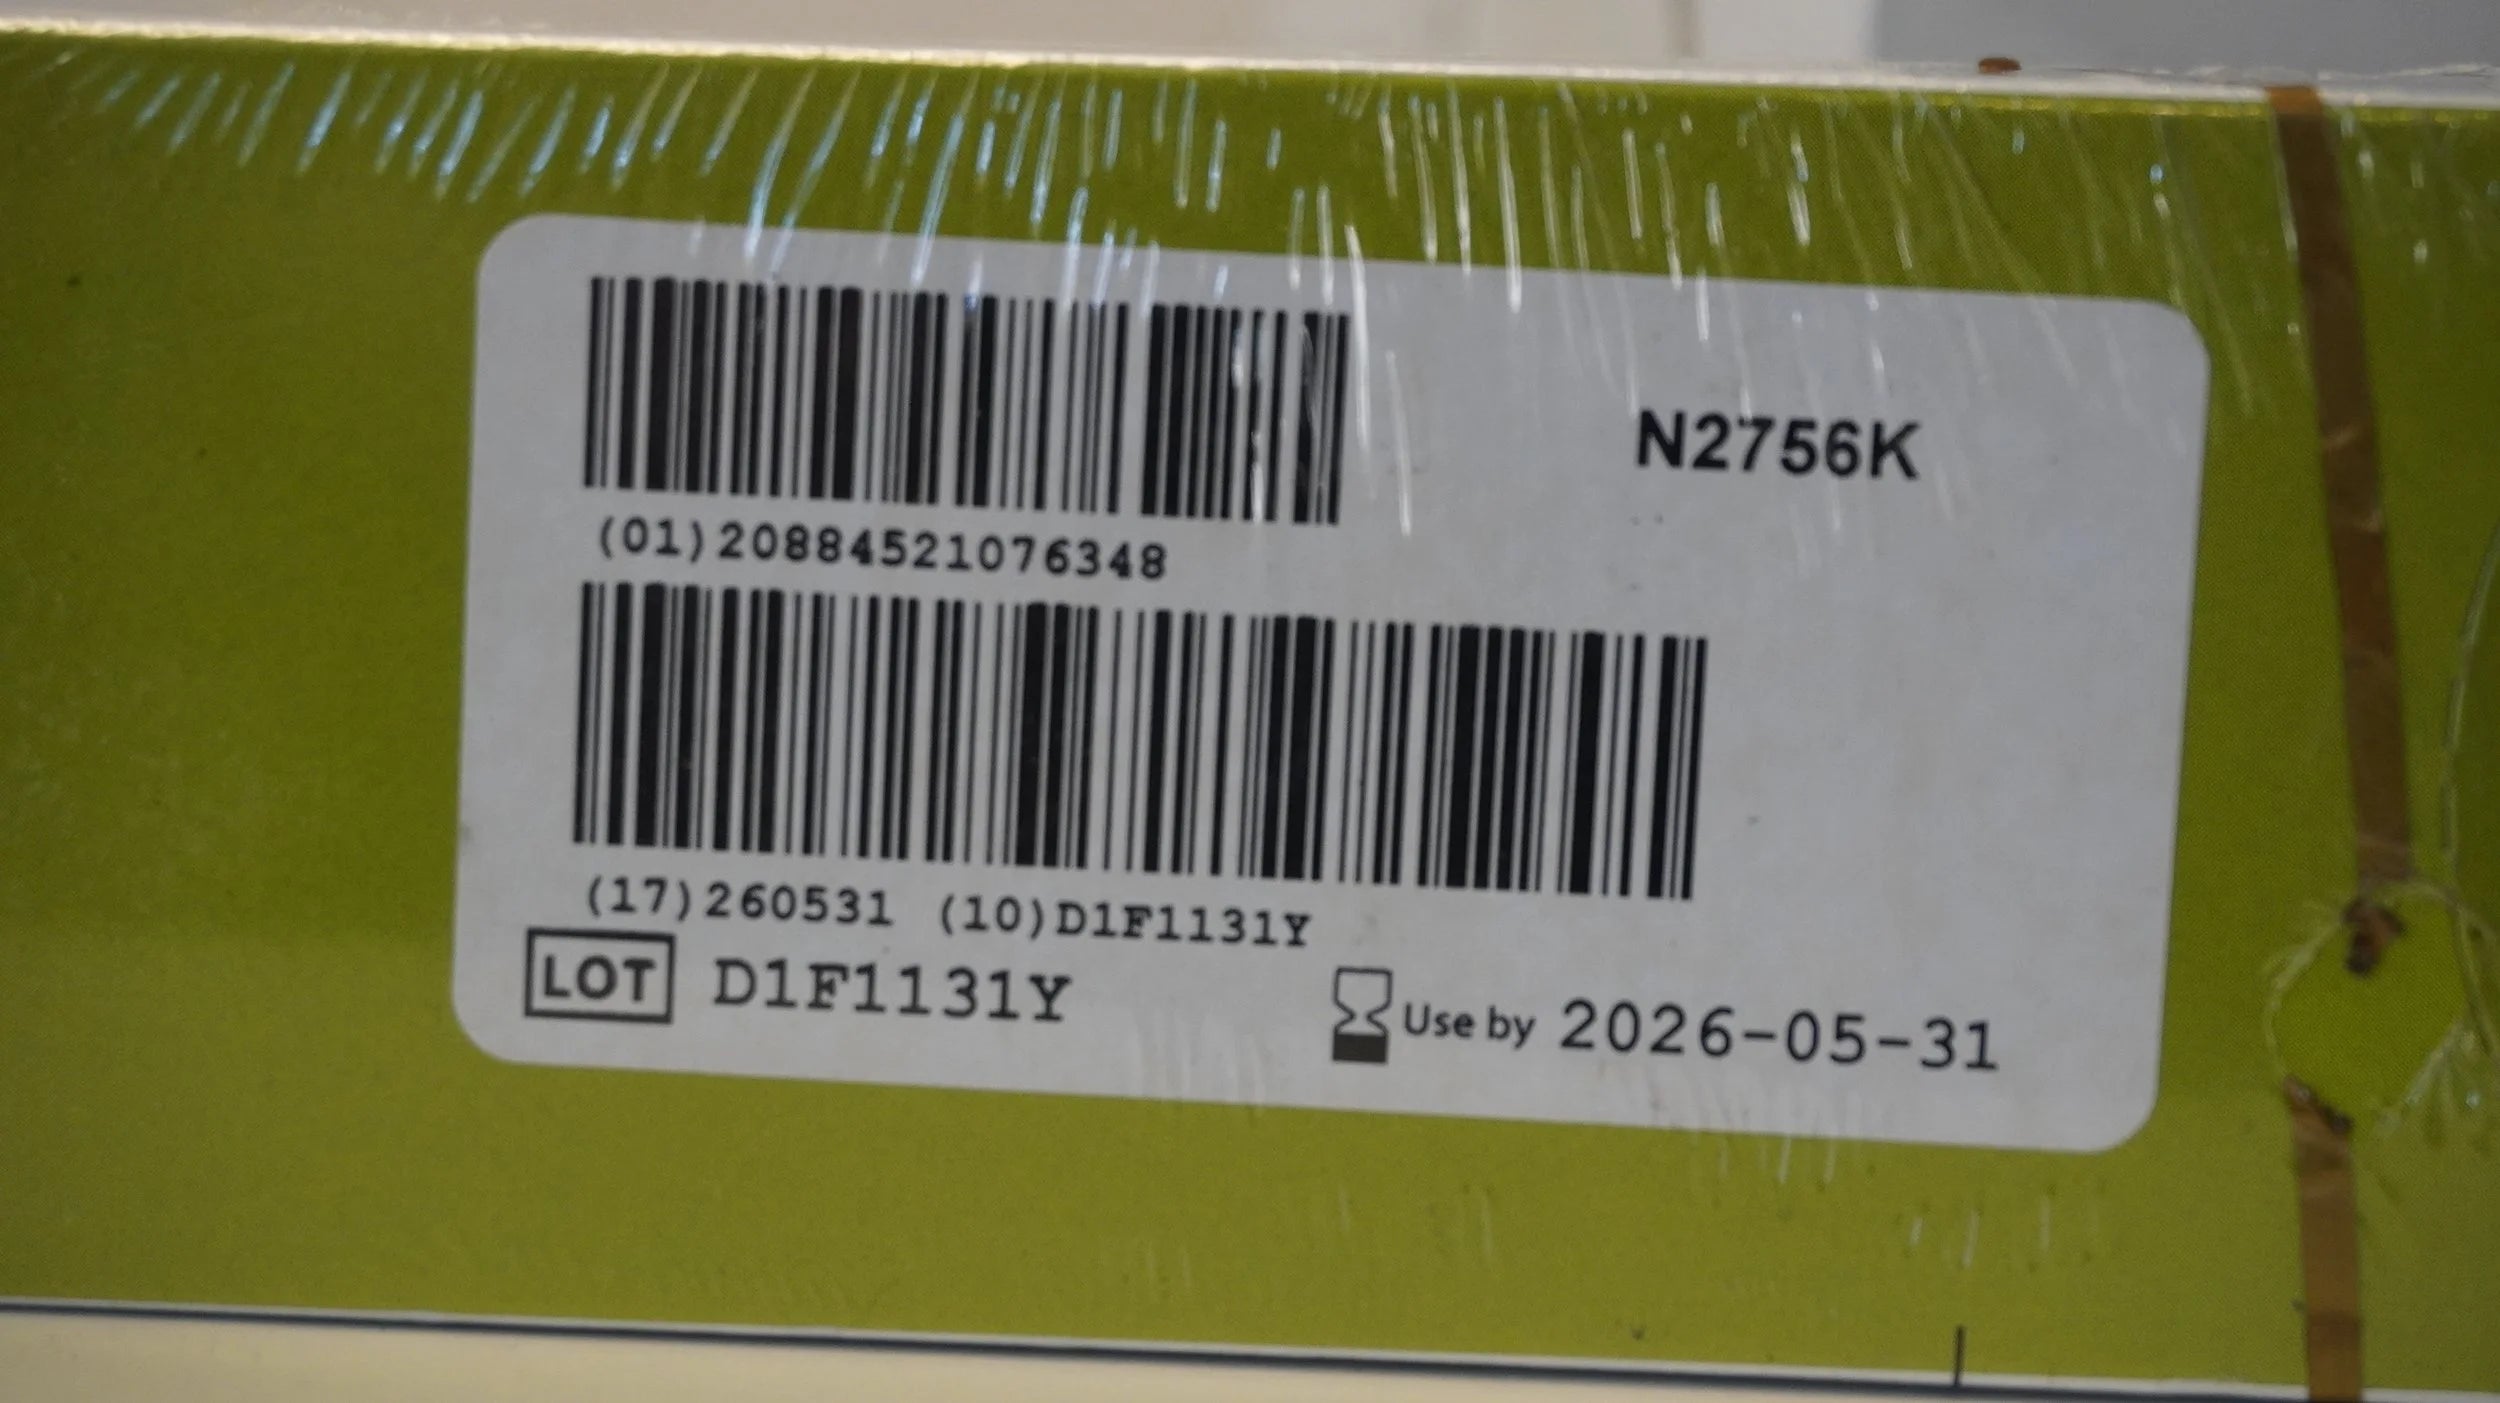 N2756K
(01)20884521076348
(17)260531 (10)D1F1131Y
LOT D1F1131Y
Use by 2026-05-31